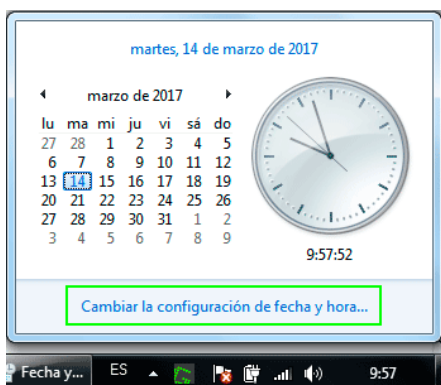 martes, 14 de marzo de 2017
marzo de 2017
lu ma mi ju vi sá do
27 28 1 2 3 4 5
6 7 8 9 10 11 12
13 14 15 16 17 18 19
20 21 22 23 24 25 26
27 28 29 30 31 1 2
3 4 5 6 7 8 9
9:57:52
Cambiar la configuración de fecha y hora...
Fecha y... ES 9:57